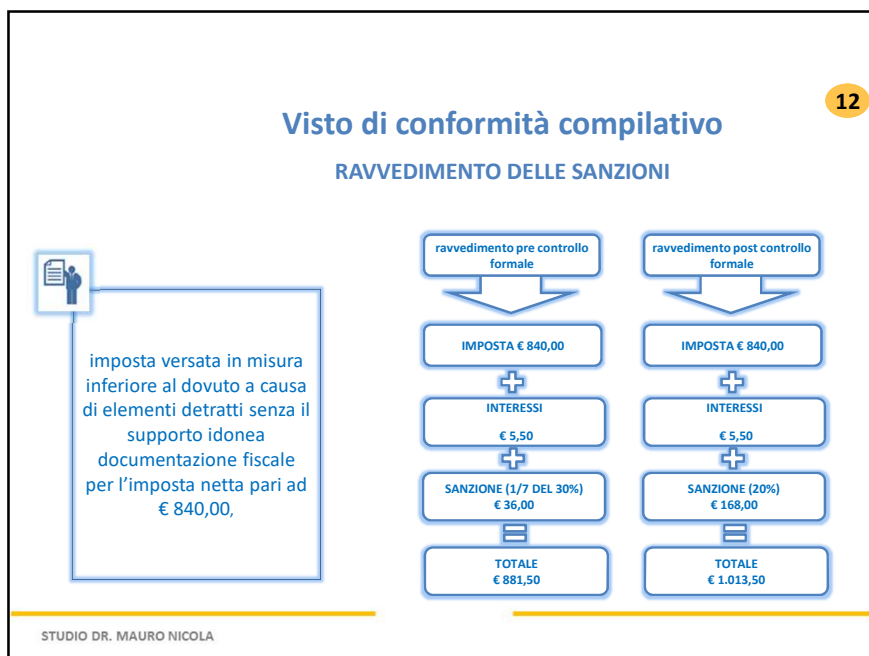 12
Visto di conformità compilativo
RAVVEDIMENTO DELLE SANZIONI
imposta versata in misura
inferiore al dovuto a causa
di elementi detratti senza il
supporto idonea
documentazione fiscale
per l’imposta netta pari ad
€ 840,00,
ravvedimento pre controllo
formale
IMPOSTA € 840,00
INTERESSI
€ 5,50
SANZIONE (1/7 DEL 30%)
€ 36,00
TOTALE
€ 881,50
ravvedimento post controllo
formale
IMPOSTA € 840,00
INTERESSI
€ 5,50
SANZIONE (20%)
€ 168,00
TOTALE
€ 1.013,50
STUDIO DR. MAURO NICOLA